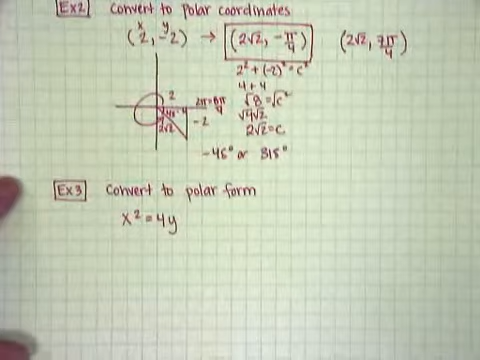 Ex2 Convert to polar coordinates
x y
(2, -2) → (2√2, -π/4) (2√2, 7π/4)
2² + (-2)² = c²
4 + 4
√8 = √c²
√4√2
2√2 = c
2
-2
2√2
-45° or 315°
Ex3 Convert to polar form
x² = 4y